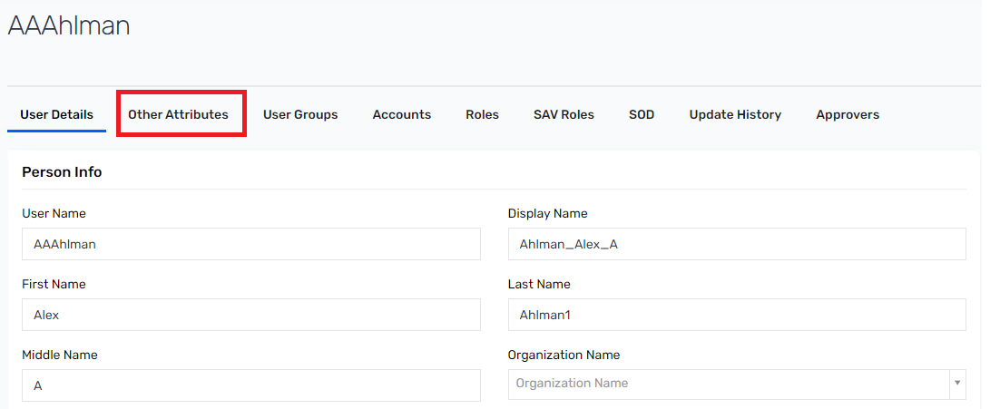 AAAhlman
User Details Other Attributes User Groups Accounts Roles SAV Roles SOD Update History Approvers
Person Info
User Name Display Name
AAAhlman Ahlman_Alex_A
First Name Last Name
Alex Ahlman1
Middle Name Organization Name
A Organization Name